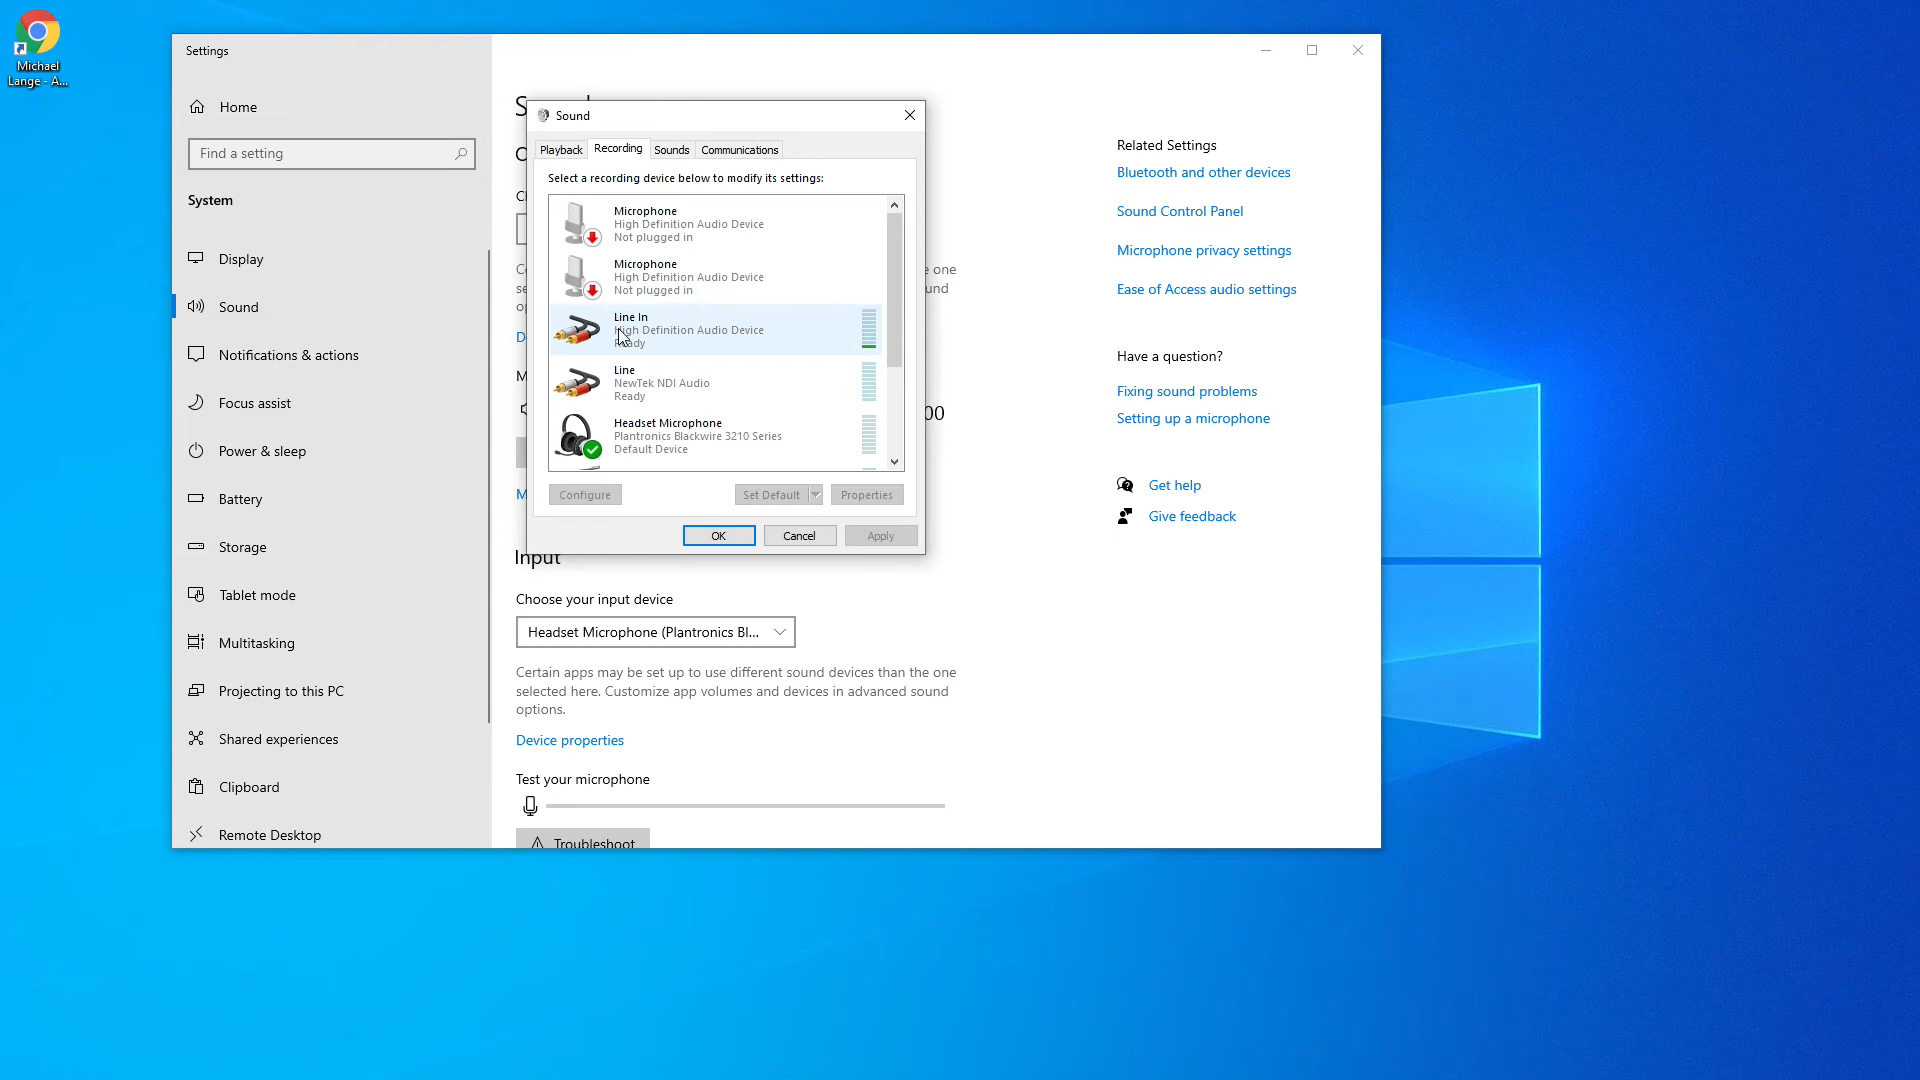 Michael
Lange - A...
Settings
Home
Find a setting
System
Display
Sound
Notifications & actions
Focus assist
Power & sleep
Battery
Storage
Tablet mode
Multitasking
Projecting to this PC
Shared experiences
Clipboard
Remote Desktop
Sound
Playback
Recording
Sounds
Communications
Select a recording device below to modify its settings:
Microphone
High Definition Audio Device
Not plugged in
Microphone
High Definition Audio Device
Not plugged in
Line In
High Definition Audio Device
Ready
Line
NewTek NDI Audio
Ready
Headset Microphone
Plantronics Blackwire 3210 Series
Default Device
Configure
Set Default
Properties
OK
Cancel
Apply
e one
und
00
Input
Choose your input device
Headset Microphone (Plantronics Bl...
Certain apps may be set up to use different sound devices than the one
selected here. Customize app volumes and devices in advanced sound
options.
Device properties
Test your microphone
Troubleshoot
Related Settings
Bluetooth and other devices
Sound Control Panel
Microphone privacy settings
Ease of Access audio settings
Have a question?
Fixing sound problems
Setting up a microphone
Get help
Give feedback